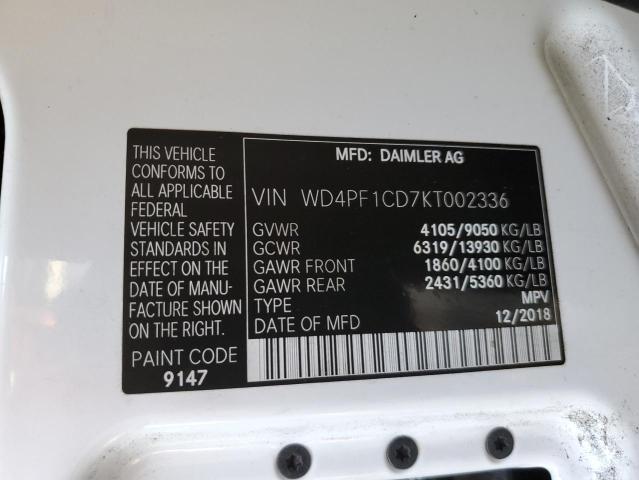 THIS VEHICLE
CONFORMS TO
ALL APPLICABLE
FEDERAL
VEHICLE SAFETY
STANDARDS IN
EFFECT ON THE
DATE OF MANU-
FACTURE SHOWN
ON THE RIGHT.
PAINT CODE
9147
MFD: DAIMLER AG
VIN WD4PF1CD7KT002336
GVWR 4105/9050 KG/LB
GCWR 6319/13930 KG/LB
GAWR FRONT 1860/4100 KG/LB
GAWR REAR 2431/5360 KG/LB
TYPE MPV
DATE OF MFD 12/2018